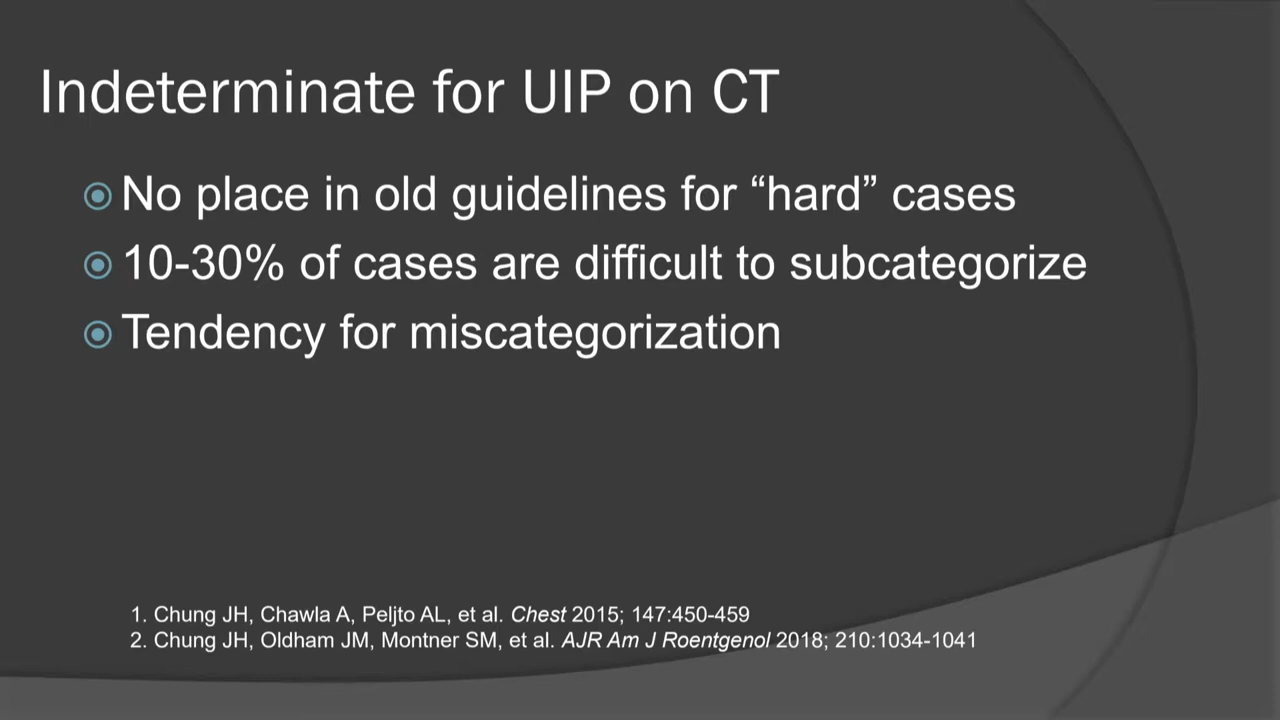 Indeterminate for UIP on CT
No place in old guidelines for “hard” cases
10-30% of cases are difficult to subcategorize
Tendency for miscategorization
1. Chung JH, Chawla A, Peljto AL, et al. Chest 2015; 147:450-459
2. Chung JH, Oldham JM, Montner SM, et al. AJR Am J Roentgenol 2018; 210:1034-1041